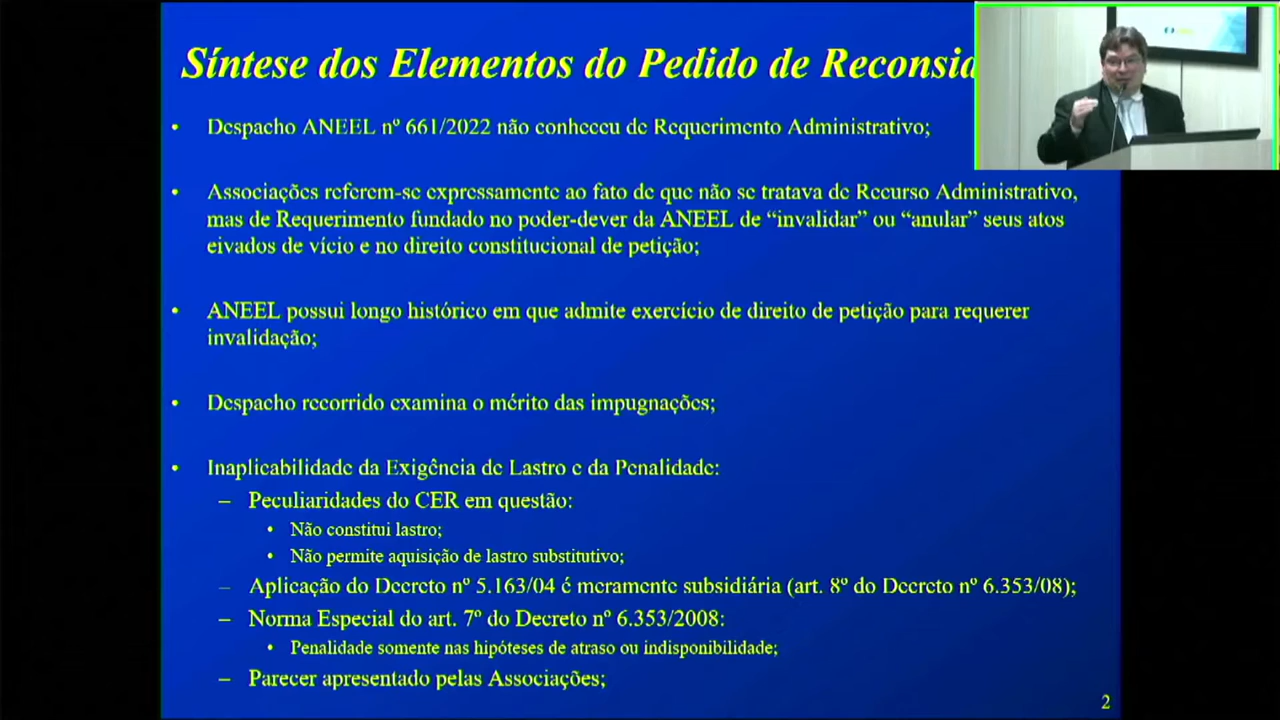 Síntese dos Elementos do Pedido de
• Despacho ANEEL nº 661/2022 não conheceu de Requerimento Administrativo;
• Associações referem-se expressamente ao fato de que não se tratava de Recurso Administrativo,
mas de Requerimento fundado no poder-dever da ANEEL de “invalidar” ou “anular” seus atos
eivados de vício e no direito constitucional de petição;
• ANEEL possui longo histórico em que admite exercício de direito de petição para requerer
invalidação;
• Despacho recorrido examina o mérito das impugnações;
• Inaplicabilidade da Exigência de Lastro e da Penalidade:
– Peculiaridades do CER em questão:
• Não constitui lastro;
• Não permite aquisição de lastro substitutivo;
– Aplicação do Decreto nº 5.163/04 é meramente subsidiária (art. 8º do Decreto nº 6.353/08);
– Norma Especial do art. 7º do Decreto nº 6.353/2008:
• Penalidade somente nas hipóteses de atraso ou indisponibilidade;
– Parecer apresentado pelas Associações;
2